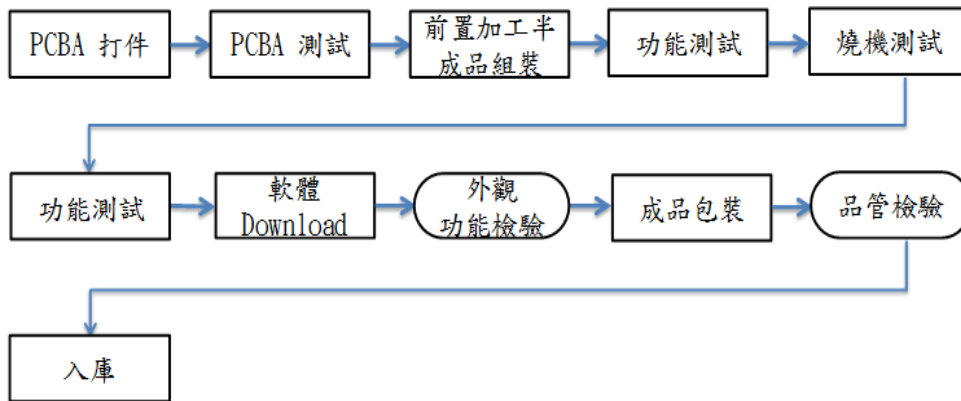 PCBA 打件
PCBA 測試
前置加工半
成品組裝
功能測試
燒機測試
功能測試
軟體
Download
外觀
功能檢驗
成品包裝
品管檢驗
入庫